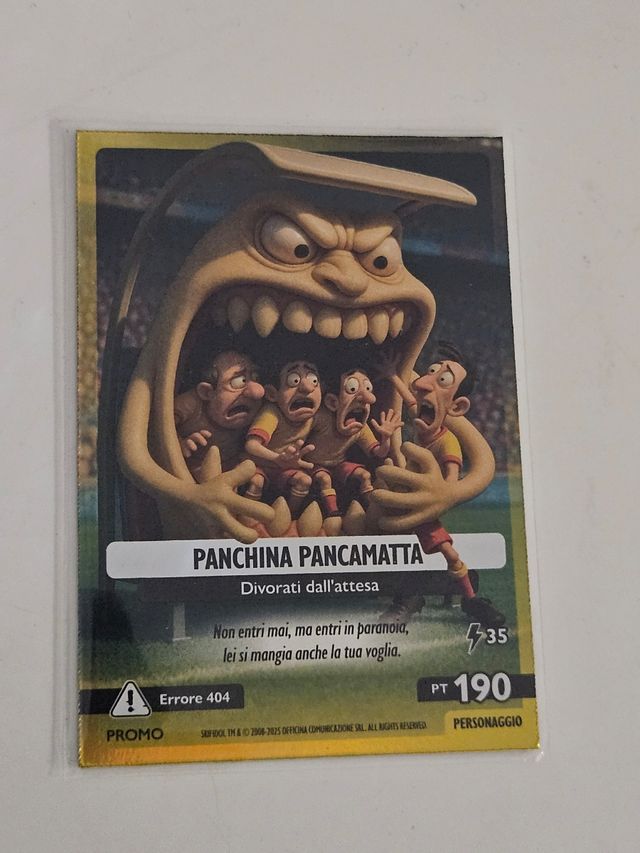 PANCHINA PANCAMATTA
Divorati dall'attesa
Non entri mai, ma entri in paranoia,
lei si mangia anche la tua voglia.
35
Errore 404
PT 190
PROMO
SKIFIDOL TM & © 2008-2025 OFFICINA COMUNICAZIONE SRL. ALL RIGHTS RESERVED.
PERSONAGGIO